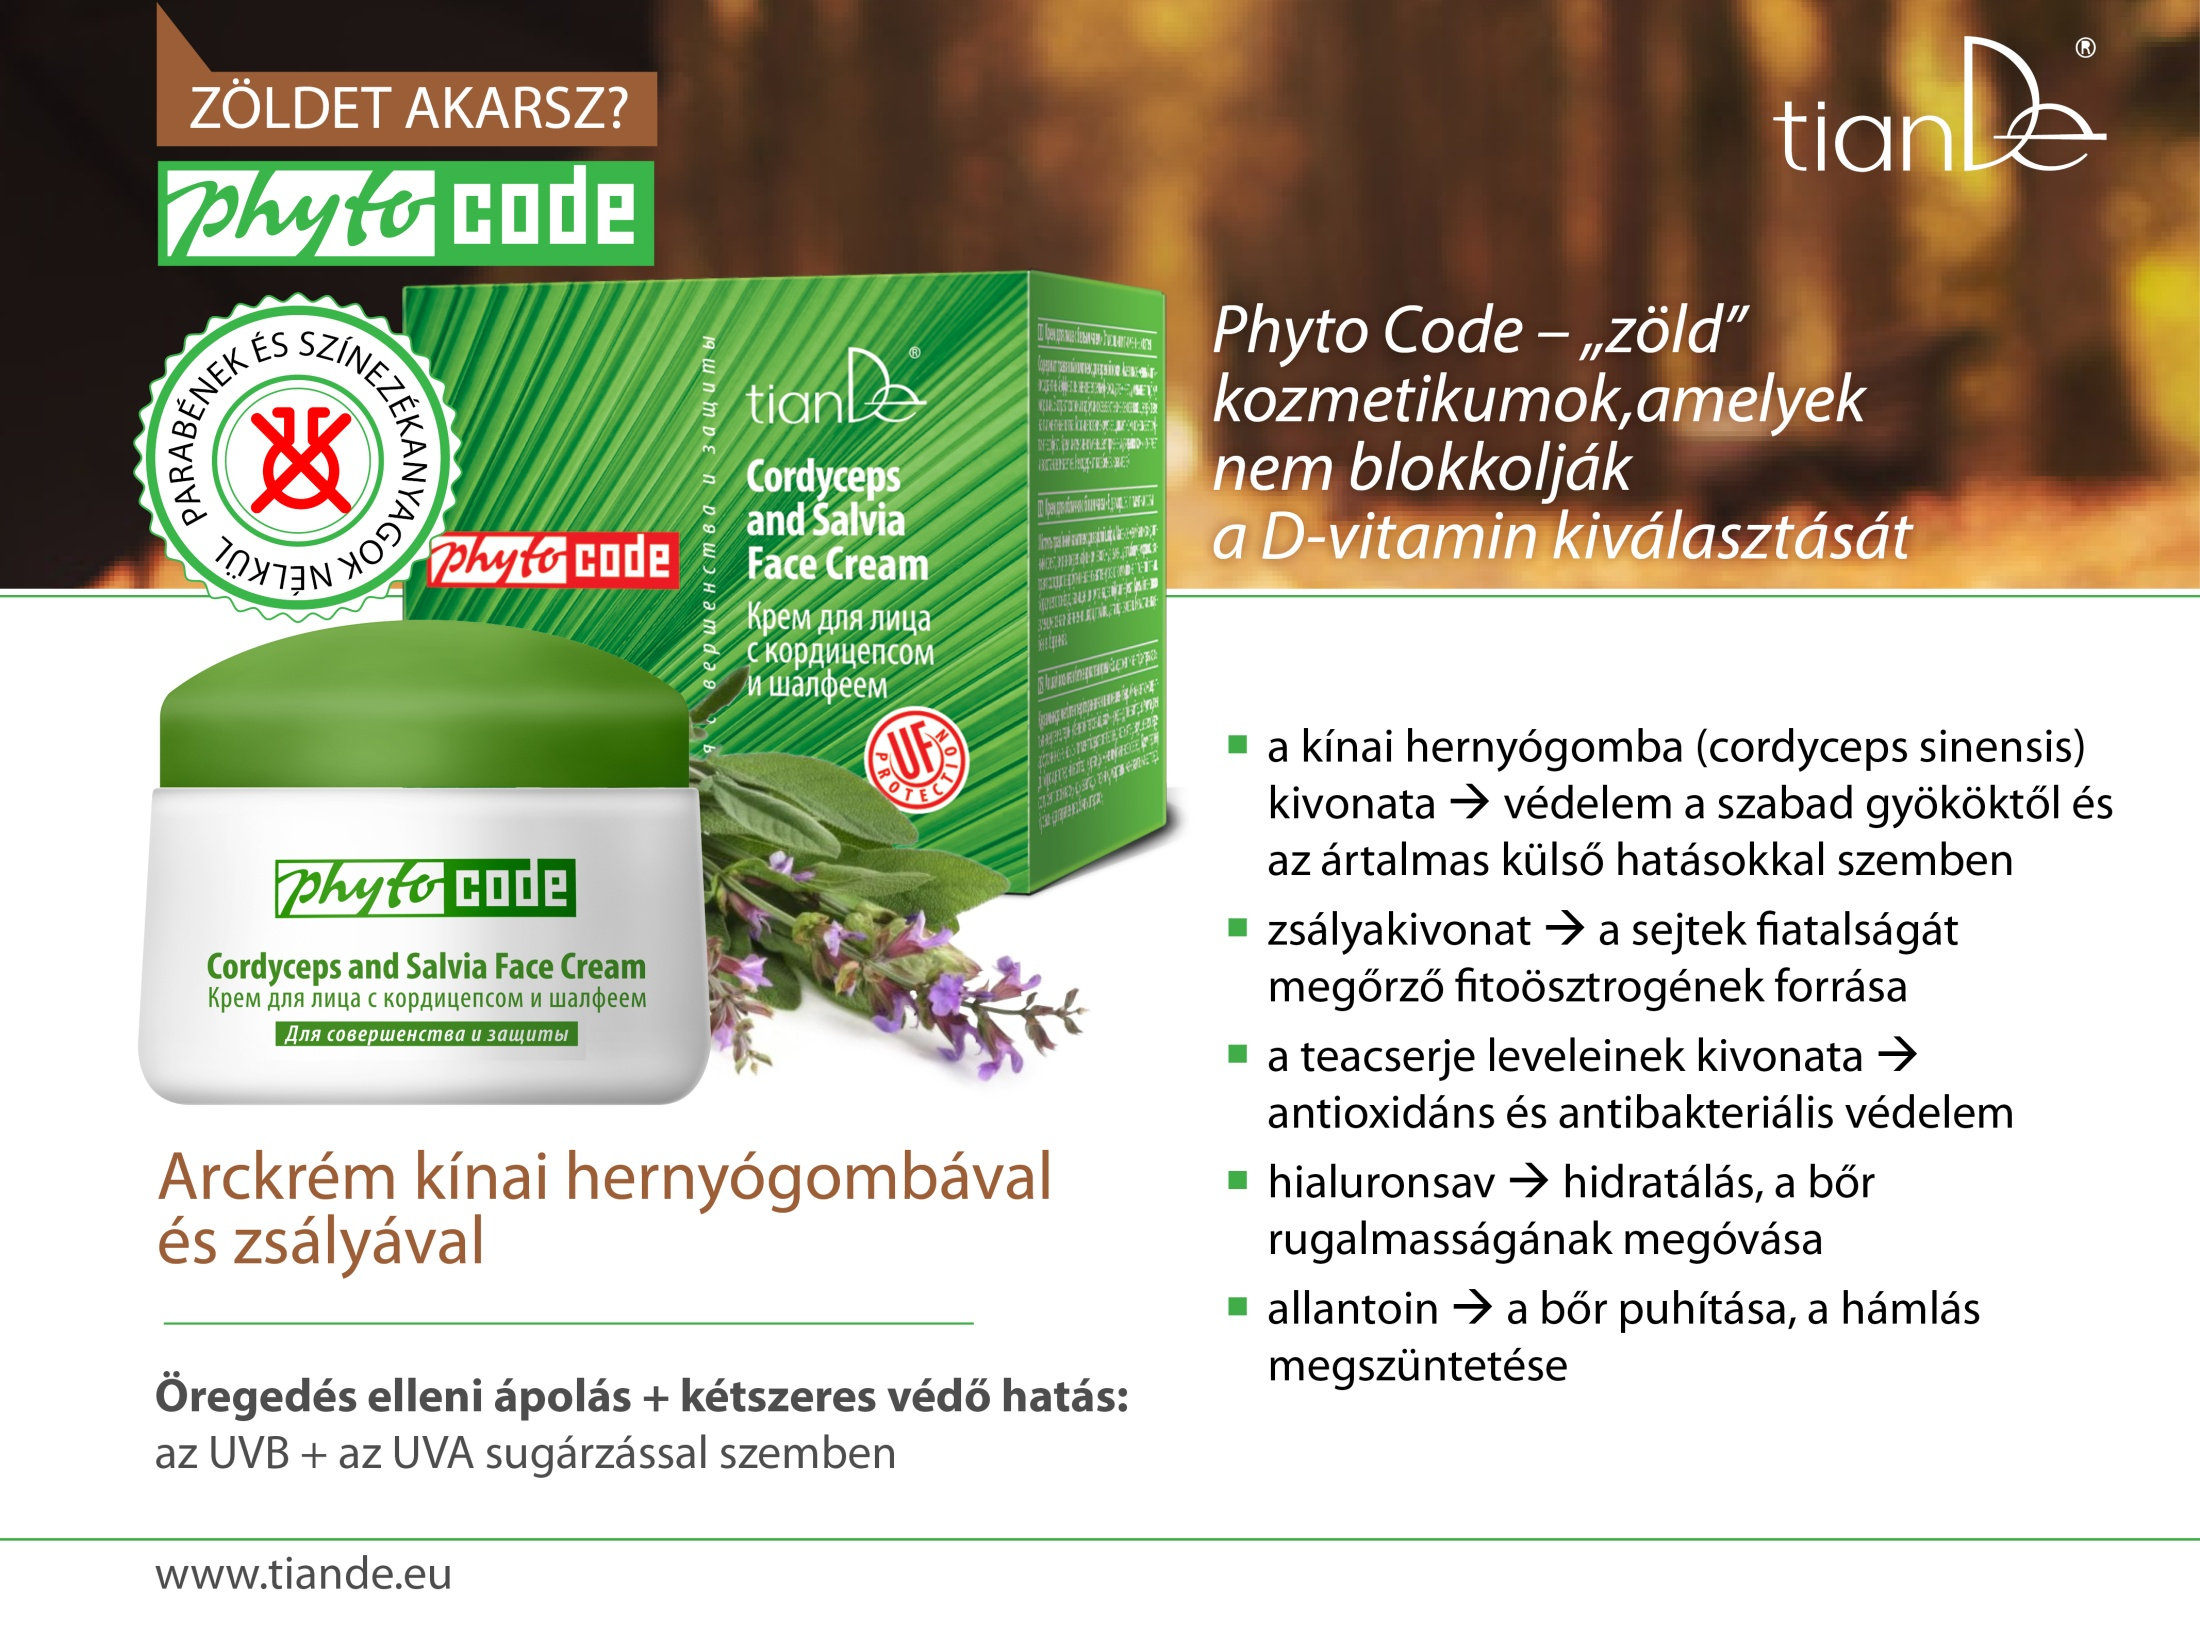 ZÖLDET AKARSZ?
phyto code
tianDe®
PARABÉNEK ÉS SZÍNEZÉKANYAGOK NÉLKÜL
Phyto Code – „zöld”
kozmetikumok,amelyek
nem blokkolják
a D-vitamin kiválasztását
tianDe®
Cordyceps
and Salvia
Face Cream
Крем для лица
с кордицепсом
и шалфеем
phyto code
совершенства и защиты
UF
PROTECTION
phyto code
Cordyceps and Salvia Face Cream
Крем для лица с кордицепсом и шалфеем
Для совершенства и защиты
Arckrém kínai hernyógombával
és zsályával
Öregedés elleni ápolás + kétszeres védő hatás:
az UVB + az UVA sugárzással szemben
a kínai hernyógomba (cordyceps sinensis)
kivonata → védelem a szabad gyököktől és
az ártalmas külső hatásokkal szemben
zsályakivonat → a sejtek fiatalságát
megőrző fitoösztrogének forrása
a teacserje leveleinek kivonata →
antioxidáns és antibakteriális védelem
hialuronsav → hidratálás, a bőr
rugalmasságának megóvása
allantoin → a bőr puhítása, a hámlás
megszüntetése
www.tiande.eu